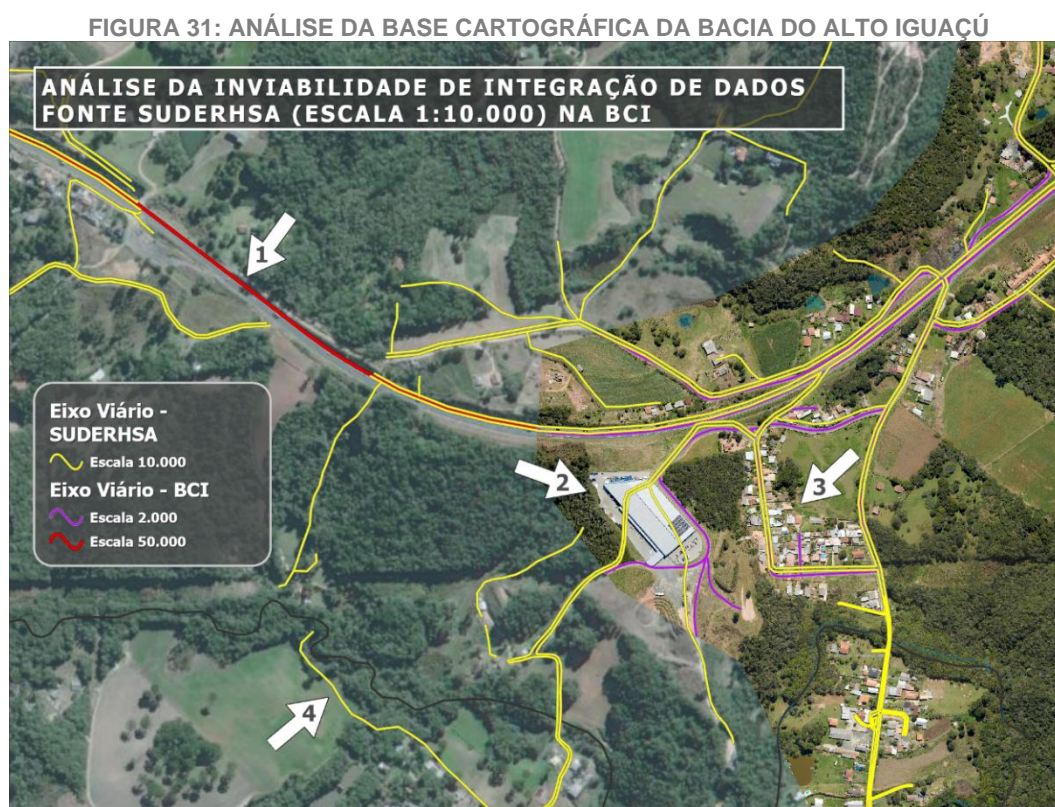 FIGURA 31: ANÁLISE DA BASE CARTOGRÁFICA DA BACIA DO ALTO IGUAÇÚ
ANÁLISE DA INVIABILIDADE DE INTEGRAÇÃO DE DADOS
FONTE SUDERHSA (ESCALA 1:10.000) NA BCI
1
2
3
Eixo Viário -
SUDERHSA
Escala 10.000
Eixo Viário - BCI
Escala 2.000
Escala 50.000
4